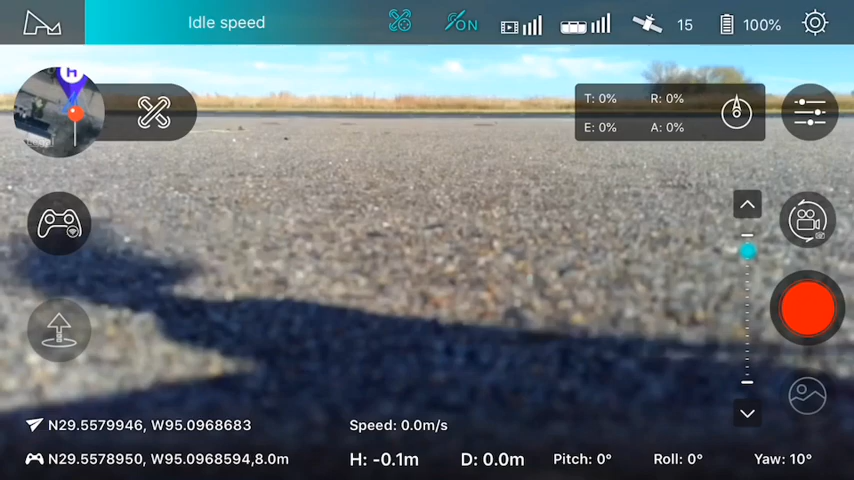 Idle speed
ON
15
100%
H
Legal
T: 0% R: 0%
E: 0% A: 0%
N29.5579946, W95.0968683
Speed: 0.0m/s
N29.5578950, W95.0968594,8.0m
H: -0.1m
D: 0.0m
Pitch: 0°
Roll: 0°
Yaw: 10°